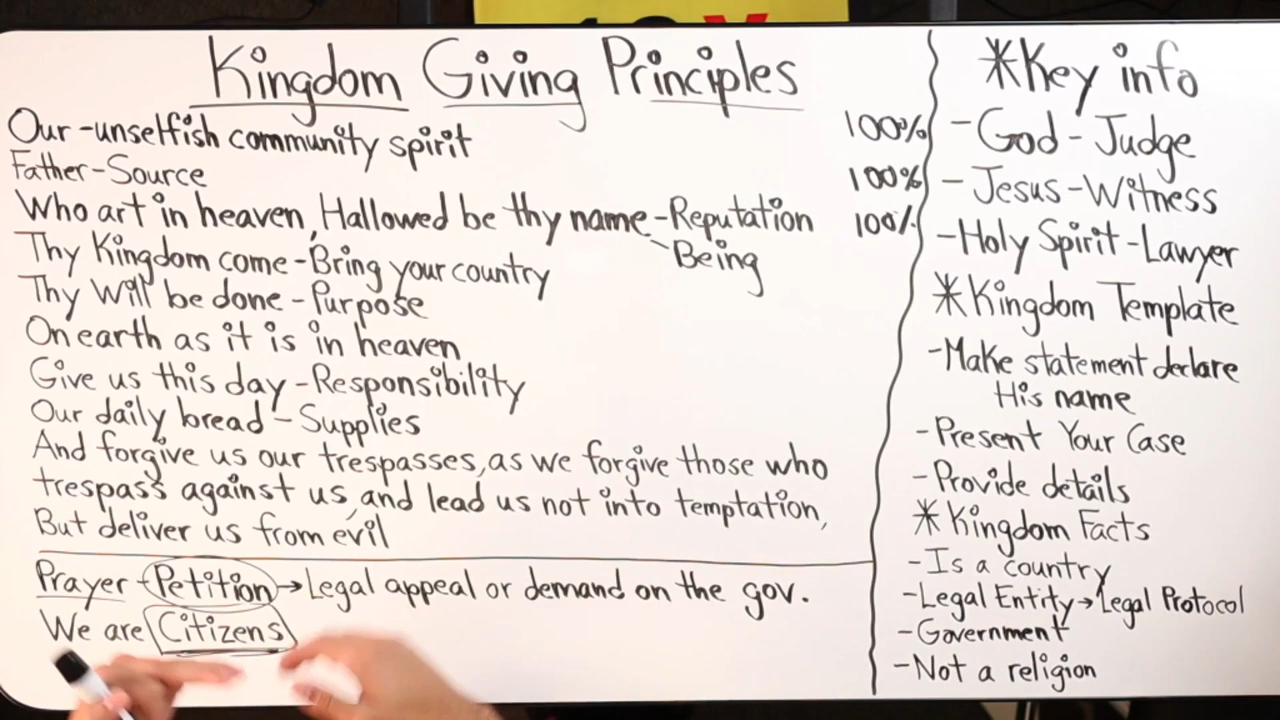 Kingdom Giving Principles
Our - unselfish community spirit 100%
Father - Source 100%
Who art in heaven, Hallowed be thy name - Reputation 100%
- Being
Thy Kingdom come - Bring your country
Thy Will be done - Purpose
On earth as it is in heaven
Give us this day - Responsibility
Our daily bread - Supplies
And forgive us our trespasses, as we forgive those who
trespass against us, and lead us not into temptation,
But deliver us from evil
Prayer - Petition → Legal appeal or demand on the gov.
We are Citizens
*Key info
- God - Judge
- Jesus - Witness
- Holy Spirit - Lawyer
*Kingdom Template
- Make statement declare
His name
- Present Your Case
- Provide details
*Kingdom Facts
- Is a country
- Legal Entity → Legal Protocol
- Government
- Not a religion